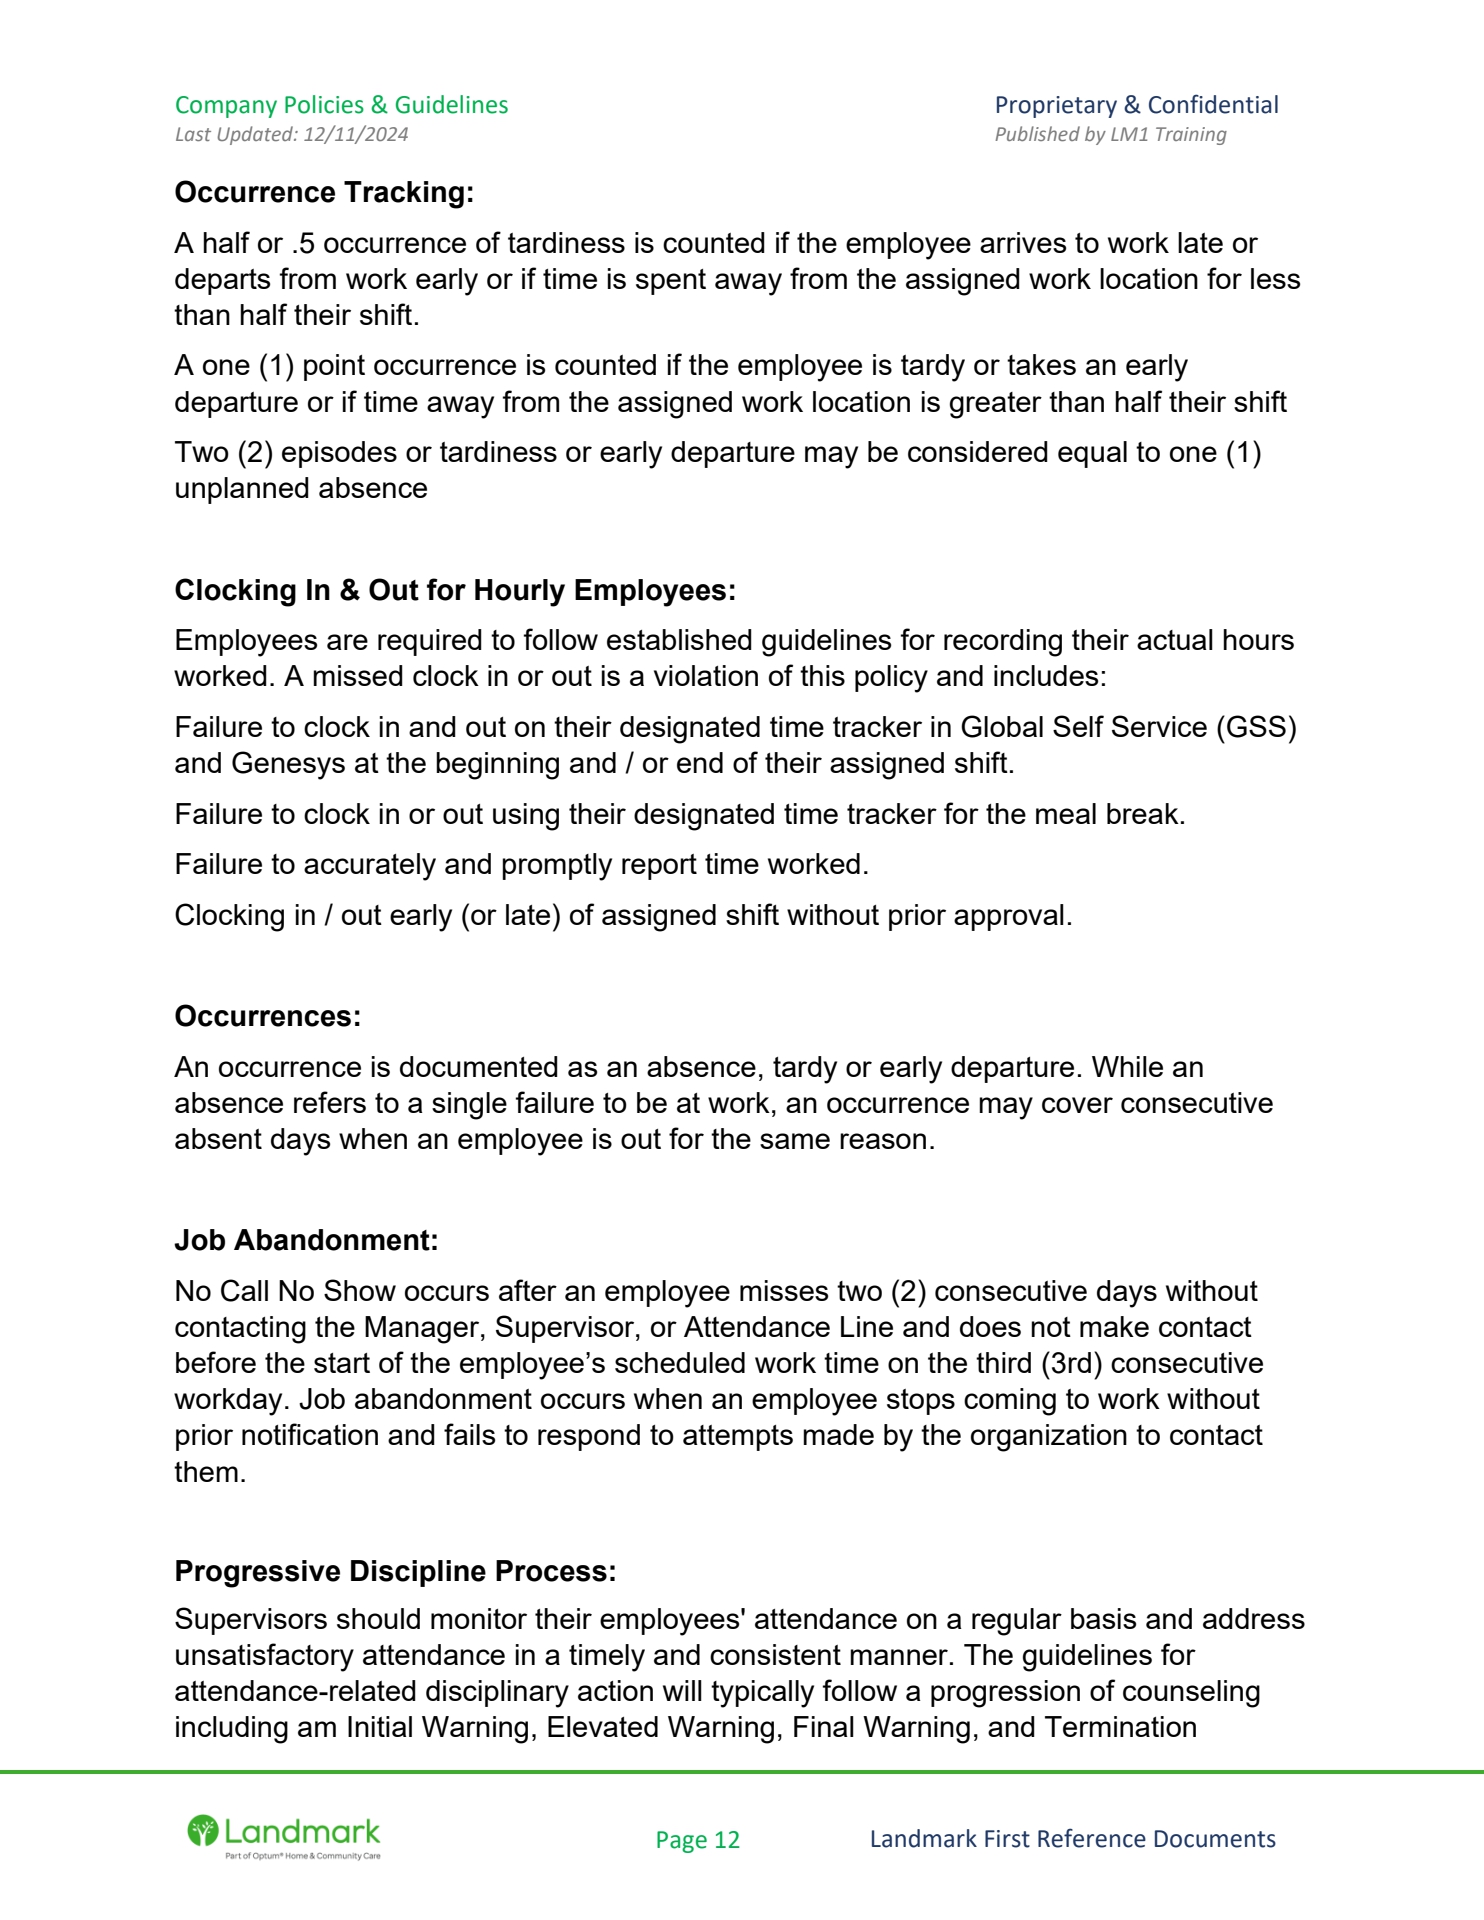 Company Policies & Guidelines
Proprietary & Confidential
Last Updated: 12/11/2024
Published by LM1 Training
Occurrence Tracking:
A half or .5 occurrence of tardiness is counted if the employee arrives to work late or
departs from work early or if time is spent away from the assigned work location for less
than half their shift.
A one (1) point occurrence is counted if the employee is tardy or takes an early
departure or if time away from the assigned work location is greater than half their shift
Two (2) episodes or tardiness or early departure may be considered equal to one (1)
unplanned absence
Clocking In & Out for Hourly Employees:
Employees are required to follow established guidelines for recording their actual hours
worked. A missed clock in or out is a violation of this policy and includes:
Failure to clock in and out on their designated time tracker in Global Self Service (GSS)
and Genesys at the beginning and / or end of their assigned shift.
Failure to clock in or out using their designated time tracker for the meal break.
Failure to accurately and promptly report time worked.
Clocking in / out early (or late) of assigned shift without prior approval.
Occurrences:
An occurrence is documented as an absence, tardy or early departure. While an
absence refers to a single failure to be at work, an occurrence may cover consecutive
absent days when an employee is out for the same reason.
Job Abandonment:
No Call No Show occurs after an employee misses two (2) consecutive days without
contacting the Manager, Supervisor, or Attendance Line and does not make contact
before the start of the employee’s scheduled work time on the third (3rd) consecutive
workday. Job abandonment occurs when an employee stops coming to work without
prior notification and fails to respond to attempts made by the organization to contact
them.
Progressive Discipline Process:
Supervisors should monitor their employees' attendance on a regular basis and address
unsatisfactory attendance in a timely and consistent manner. The guidelines for
attendance-related disciplinary action will typically follow a progression of counseling
including am Initial Warning, Elevated Warning, Final Warning, and Termination
Landmark
Part of Optum® Home & Community Care
Page 12
Landmark First Reference Documents